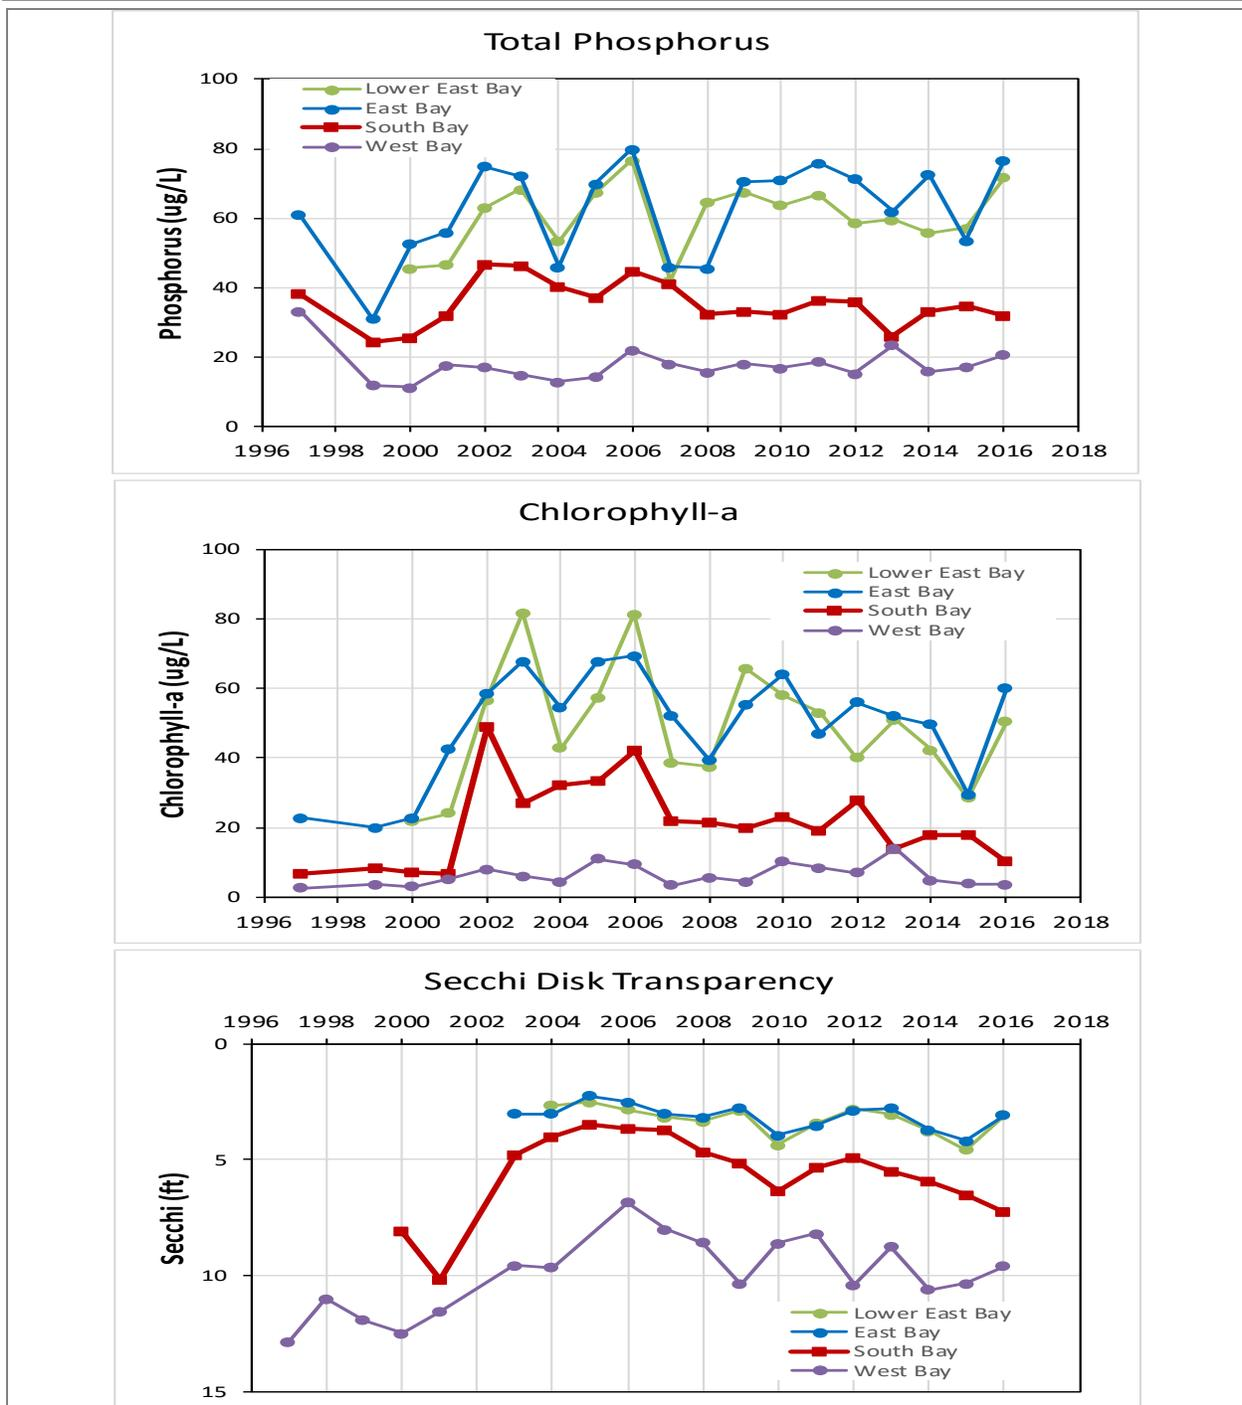 Total Phosphorus
Phosphorus (ug/L)
100
80
60
40
20
0
Lower East Bay
East Bay
South Bay
West Bay
1996 1998 2000 2002 2004 2006 2008 2010 2012 2014 2016 2018
Chlorophyll-a
Chlorophyll-a (ug/L)
100
80
60
40
20
0
Lower East Bay
East Bay
South Bay
West Bay
1996 1998 2000 2002 2004 2006 2008 2010 2012 2014 2016 2018
Secchi Disk Transparency
1996 1998 2000 2002 2004 2006 2008 2010 2012 2014 2016 2018
Secchi (ft)
0
5
10
15
Lower East Bay
East Bay
South Bay
West Bay